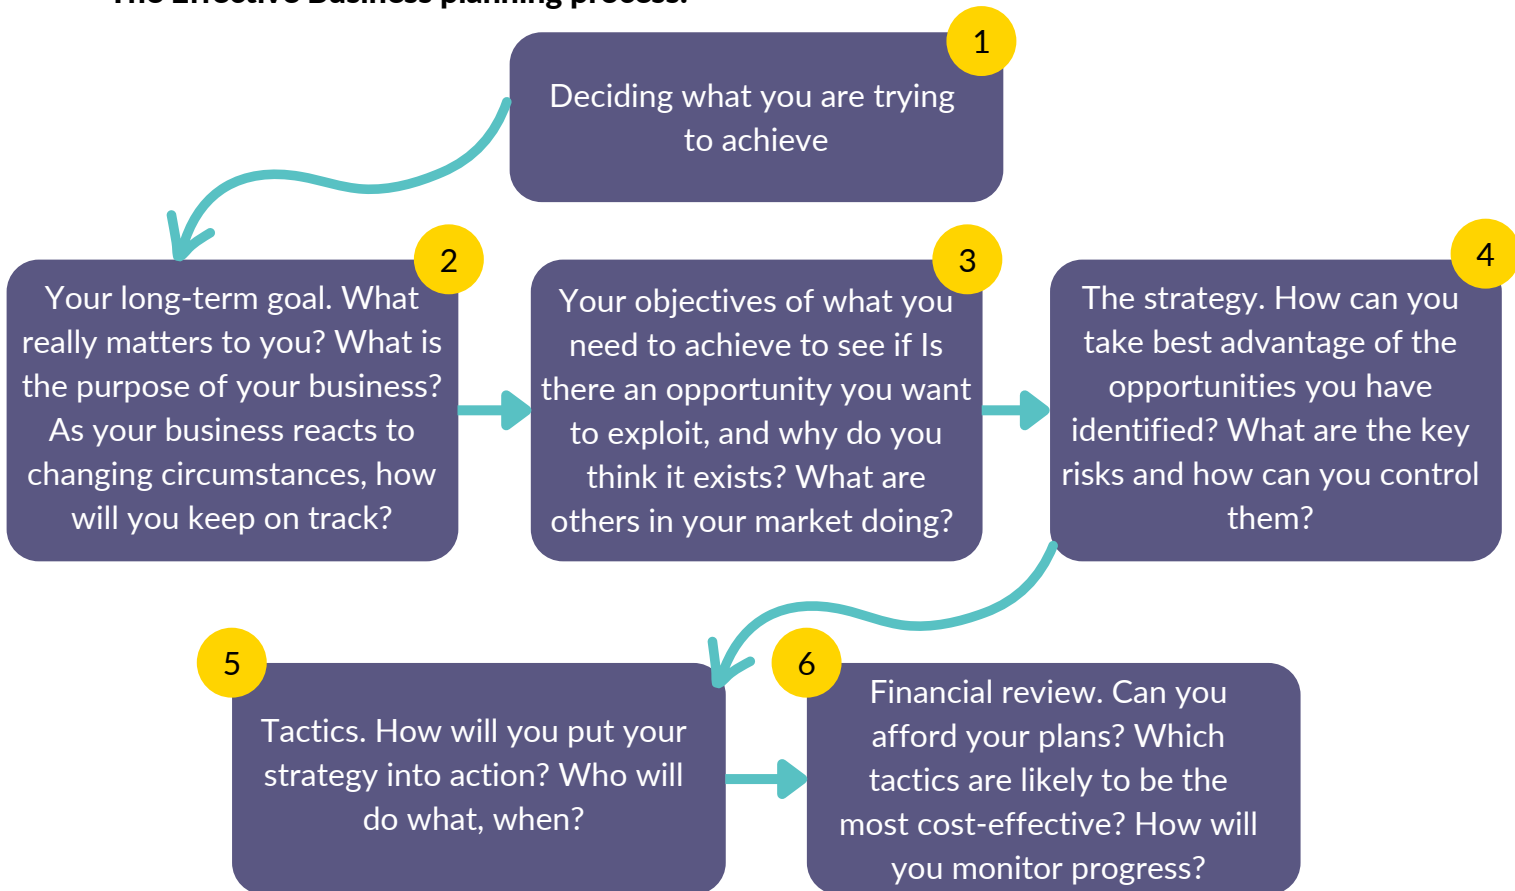 The Effective Business planning process:
1
Deciding what you are trying
to achieve
2
Your long-term goal. What
really matters to you? What is
the purpose of your business?
As your business reacts to
changing circumstances, how
will you keep on track?
3
Your objectives of what you
need to achieve to see if Is
there an opportunity you want
to exploit, and why do you
think it exists? What are
others in your market doing?
4
The strategy. How can you
take best advantage of the
opportunities you have
identified? What are the key
risks and how can you control
them?
5
Tactics. How will you put your
strategy into action? Who will
do what, when?
6
Financial review. Can you
afford your plans? Which
tactics are likely to be the
most cost-effective? How will
you monitor progress?